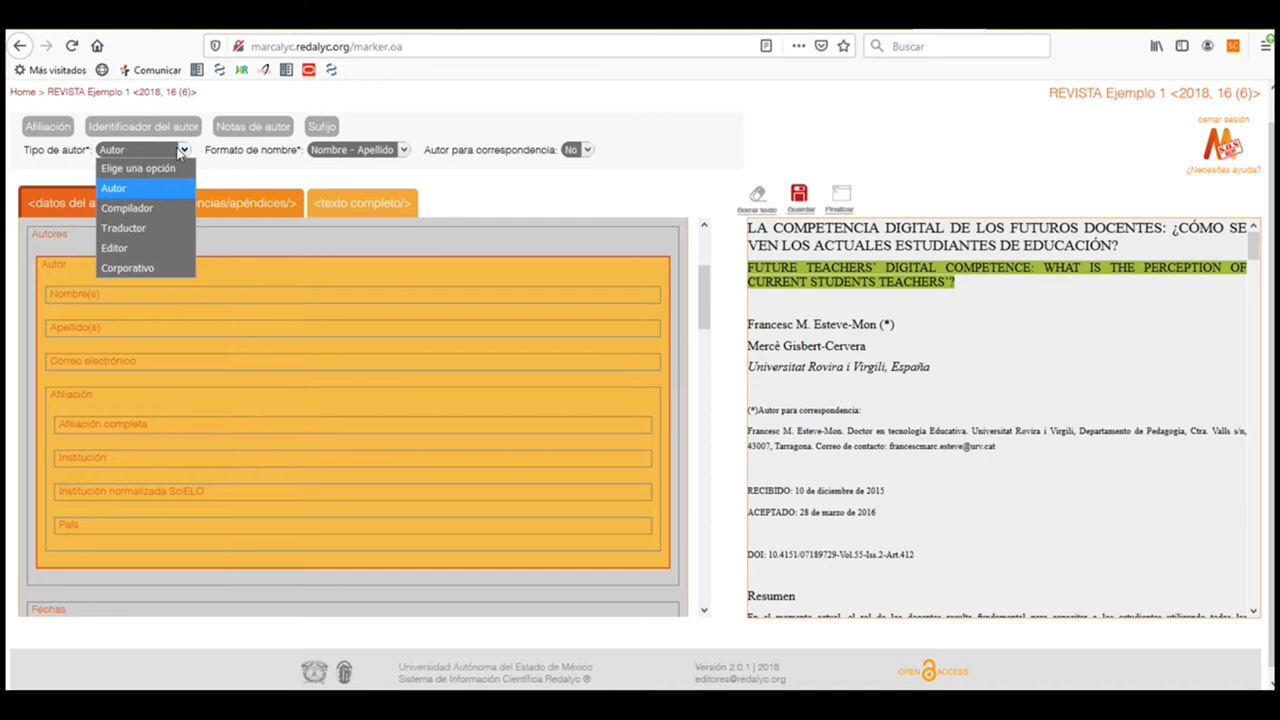 marcalyc.redalyc.org/marker.oa
Buscar
Más visitados
Comunicar
Home > REVISTA Ejemplo 1 <2018, 16 (6)>
REVISTA Ejemplo 1 <2018, 16 (6)>
cerrar sesión
¿Necesitas ayuda?
Afiliación
Identificador del autor
Notas de autor
Sufijo
Tipo de autor*: Autor
Formato de nombre*: Nombre - Apellido
Autor para correspondencia: No
Elige una opción
Autor
Compilador
Traductor
Editor
Corporativo
<datos del a
ncias/apéndices/>
<texto completo/>
Borrar texto
Guardar
Finalizar
Autores
Autor
Nombre(s)
Apellido(s)
Correo electrónico
Afiliación
Afiliación completa
Institución
Institución normalizada SciELO
País
Fechas
LA COMPETENCIA DIGITAL DE LOS FUTUROS DOCENTES: ¿CÓMO SE
VEN LOS ACTUALES ESTUDIANTES DE EDUCACIÓN?
FUTURE TEACHERS' DIGITAL COMPETENCE: WHAT IS THE PERCEPTION OF
CURRENT STUDENTS TEACHERS'?
Francesc M. Esteve-Mon (*)
Mercè Gisbert-Cervera
Universitat Rovira i Virgili, España
(*)Autor para correspondencia:
Francesc M. Esteve-Mon. Doctor en tecnología Educativa. Universitat Rovira i Virgili, Departamento de Pedagogía, Ctra. Valls s/n,
43007, Tarragona. Correo de contacto: francescmarc.esteve@urv.cat
RECIBIDO: 10 de diciembre de 2015
ACEPTADO: 28 de marzo de 2016
DOI: 10.4151/07189729-Vol.55-Iss.2-Art.412
Resumen
Universidad Autónoma del Estado de México
Sistema de Información Científica Redalyc ®
Versión 2.0.1 | 2018
editores@redalyc.org
OPEN ACCESS